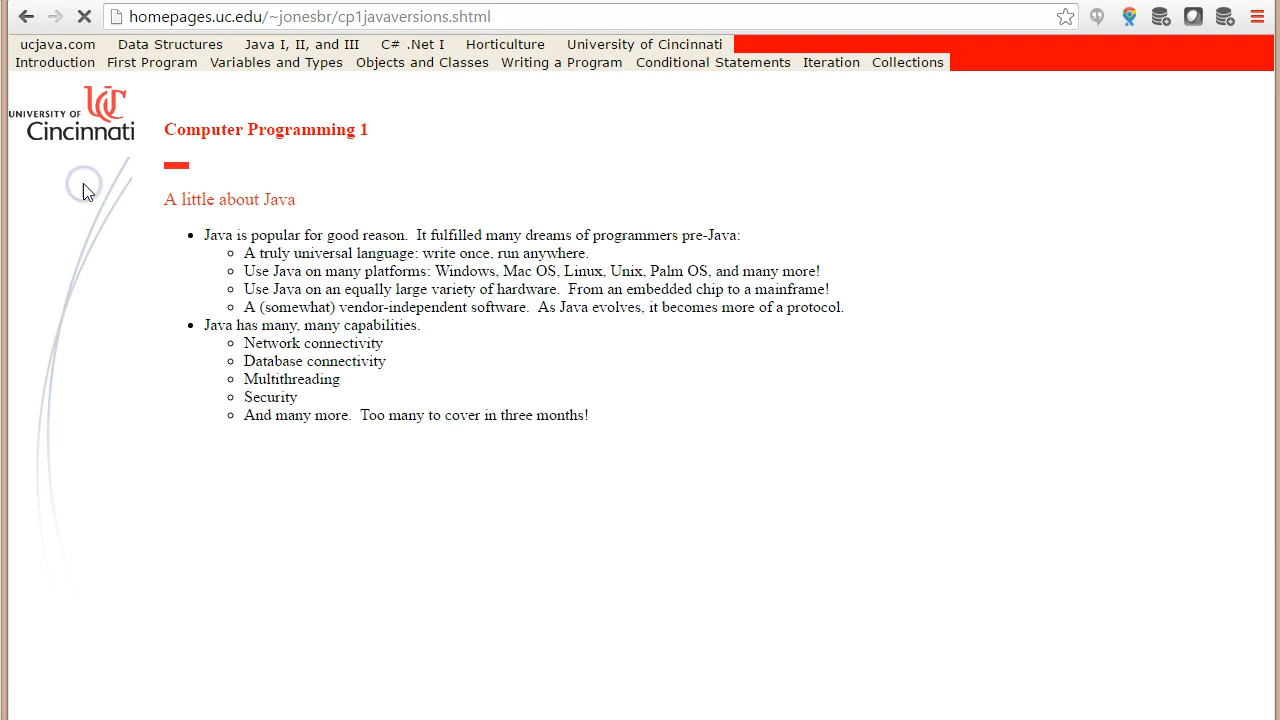 homepages.uc.edu/~jonesbr/cp1javaversions.shtml
ucjava.com Data Structures Java I, II, and III C# .Net I Horticulture University of Cincinnati
Introduction First Program Variables and Types Objects and Classes Writing a Program Conditional Statements Iteration Collections
UC
UNIVERSITY OF
Cincinnati
Computer Programming 1
A little about Java
• Java is popular for good reason.  It fulfilled many dreams of programmers pre-Java:
◦ A truly universal language: write once, run anywhere.
◦ Use Java on many platforms: Windows, Mac OS, Linux, Unix, Palm OS, and many more!
◦ Use Java on an equally large variety of hardware.  From an embedded chip to a mainframe!
◦ A (somewhat) vendor-independent software.  As Java evolves, it becomes more of a protocol.
• Java has many, many capabilities.
◦ Network connectivity
◦ Database connectivity
◦ Multithreading
◦ Security
◦ And many more.  Too many to cover in three months!